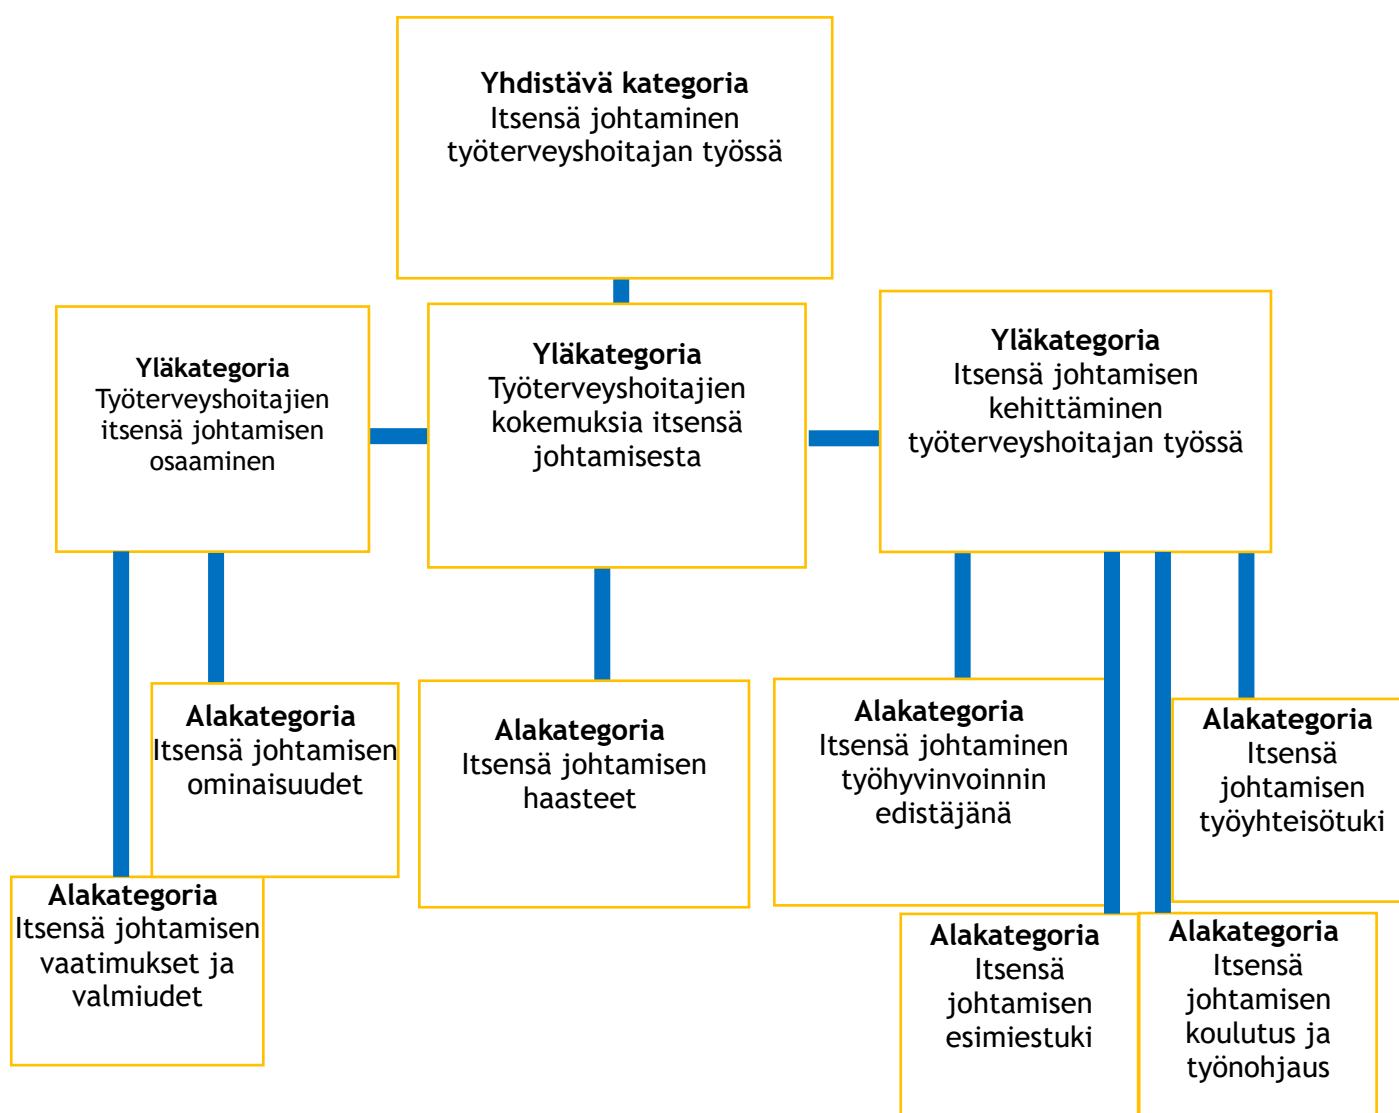 Yhdistävä kategoria
Itsensä johtaminen
työterveyshoitajan työssä
Yläkategoria
Työterveyshoitajien
itsensä johtamisen
osaaminen
Yläkategoria
Työterveyshoitajien
kokemuksia itsensä
johtamisesta
Yläkategoria
Itsensä johtamisen
kehittäminen
työterveyshoitajan työssä
Alakategoria
Itsensä johtamisen
ominaisuudet
Alakategoria
Itsensä johtamisen
haasteet
Alakategoria
Itsensä johtaminen
työhyvinvoinnin
edistäjänä
Alakategoria
Itsensä
johtamisen
työyhteisötuki
Alakategoria
Itsensä johtamisen
vaatimukset ja
valmiudet
Alakategoria
Itsensä
johtamisen
esimiestuki
Alakategoria
Itsensä
johtamisen
koulutus ja
työnohjaus